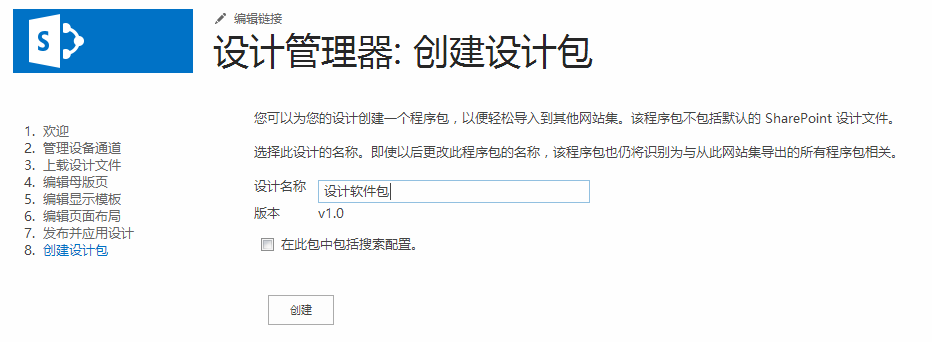 编辑链接
S
设计管理器: 创建设计包
1. 欢迎
2. 管理设备通道
3. 上载设计文件
4. 编辑母版页
5. 编辑显示模板
6. 编辑页面布局
7. 发布并应用设计
8. 创建设计包
您可以为您的设计创建一个程序包，以便轻松导入到其他网站集。该程序包不包括默认的 SharePoint 设计文件。
选择此设计的名称。即使以后更改此程序包的名称，该程序包也仍将识别为与从此网站集导出的所有程序包相关。
设计名称 设计软件包
版本 v1.0
在此包中包括搜索配置。
创建